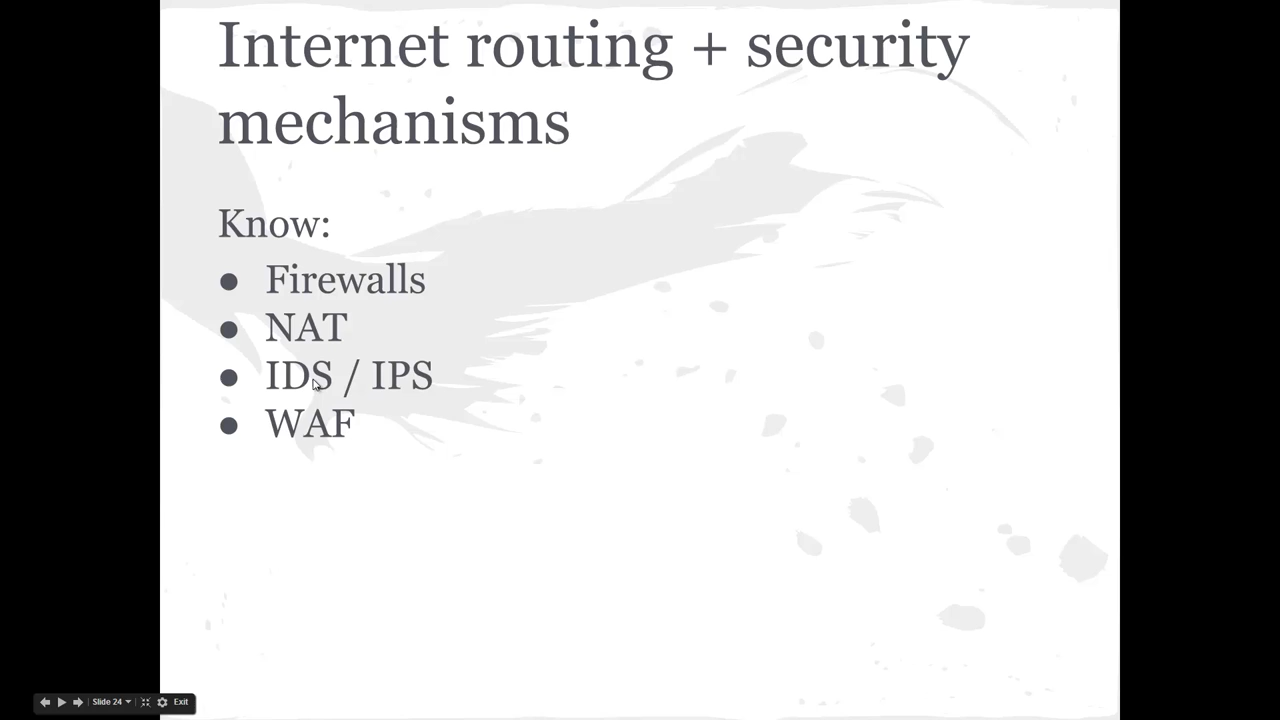 Internet routing + security
mechanisms
Know:
● Firewalls
● NAT
● IDS / IPS
● WAF
Slide 24
Exit